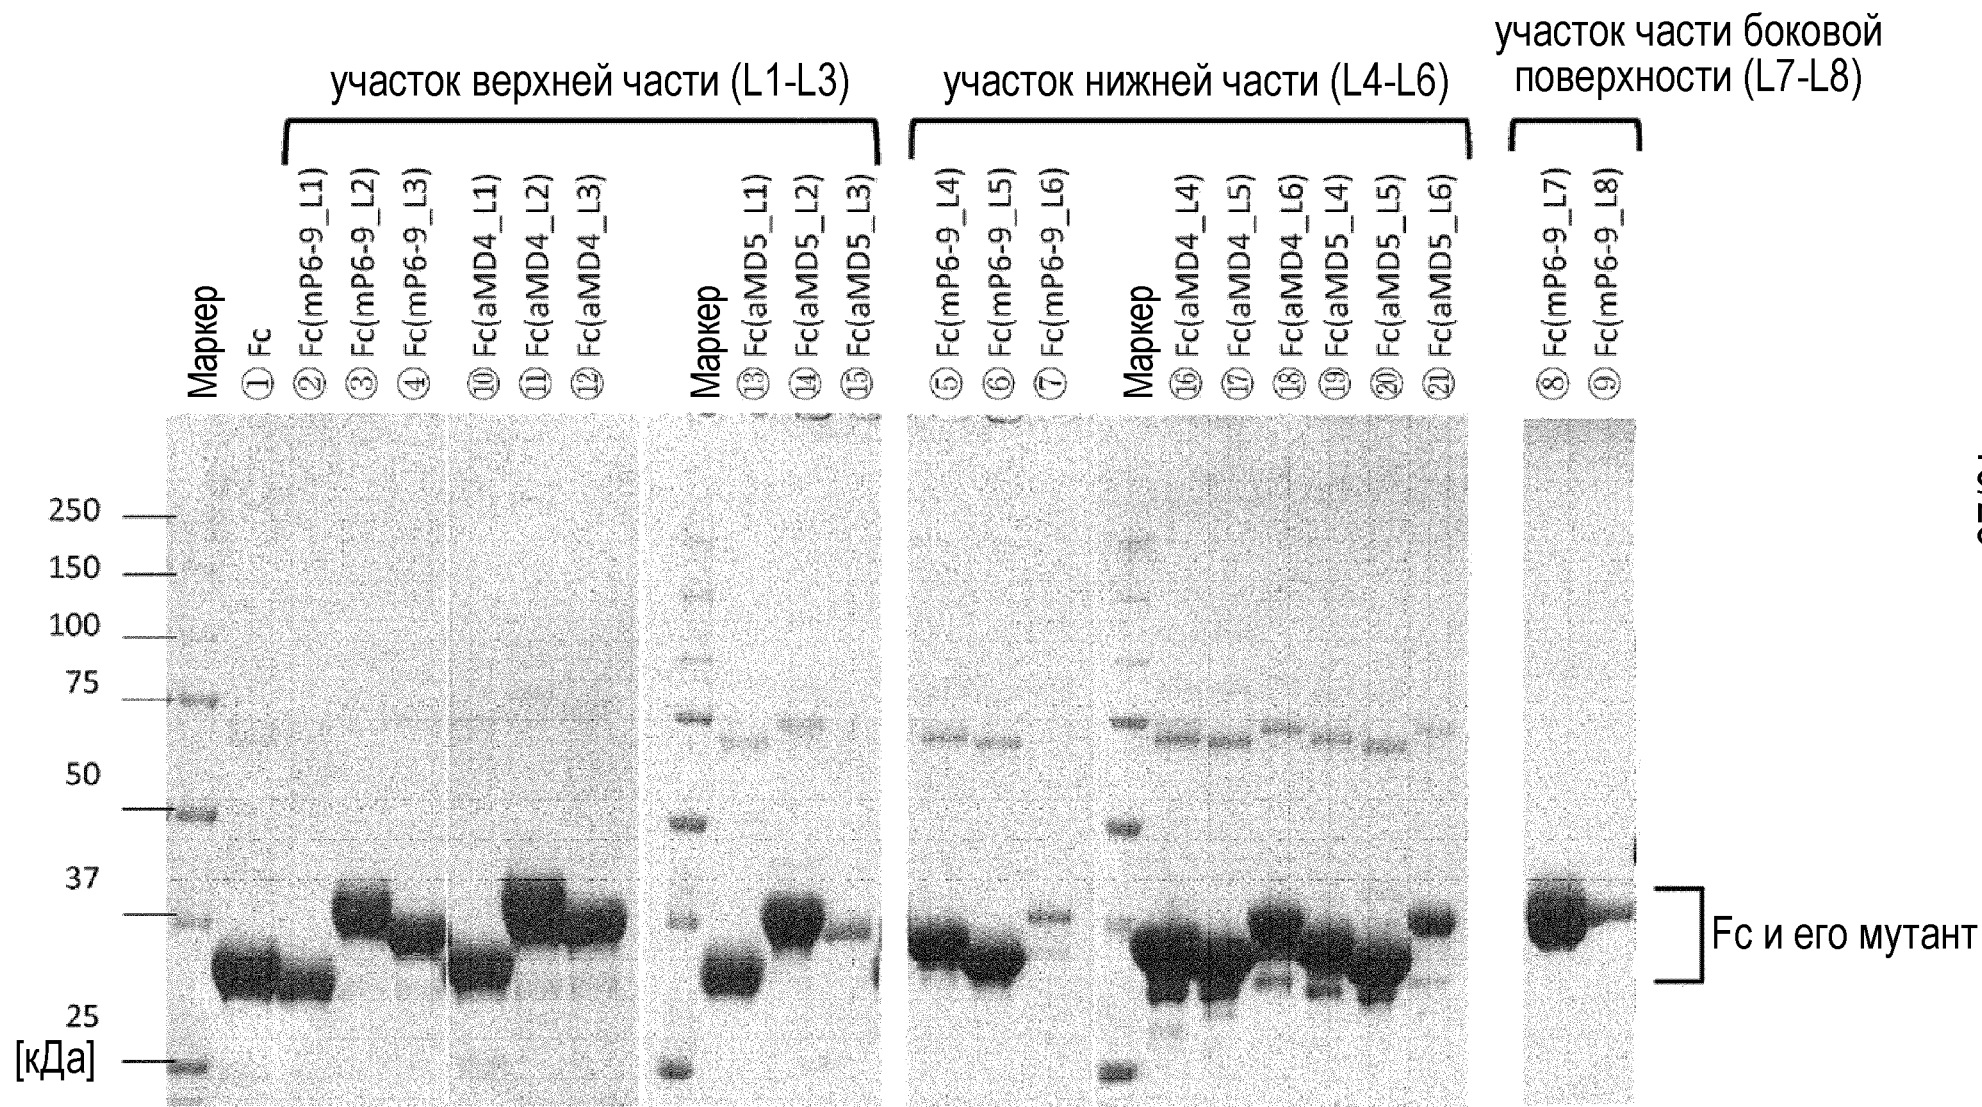 участок части боковой
поверхности (L7-L8)
участок верхней части (L1-L3)
участок нижней части (L4-L6)
Маркер
① Fc
② Fc(mP6-9_L1)
③ Fc(mP6-9_L2)
④ Fc(mP6-9_L3)
⑩ Fc(aMD4_L1)
⑪ Fc(aMD4_L2)
⑫ Fc(aMD4_L3)
Маркер
⑬ Fc(aMD5_L1)
⑭ Fc(aMD5_L2)
⑮ Fc(aMD5_L3)
⑤ Fc(mP6-9_L4)
⑥ Fc(mP6-9_L5)
⑦ Fc(mP6-9_L6)
Маркер
⑯ Fc(aMD4_L4)
⑰ Fc(aMD4_L5)
⑱ Fc(aMD4_L6)
⑲ Fc(aMD5_L4)
⑳ Fc(aMD5_L5)
㉑ Fc(aMD5_L6)
⑧ Fc(mP6-9_L7)
⑨ Fc(mP6-9_L8)
250
150
100
75
50
37
25
[кДа]
Fc и его мутант